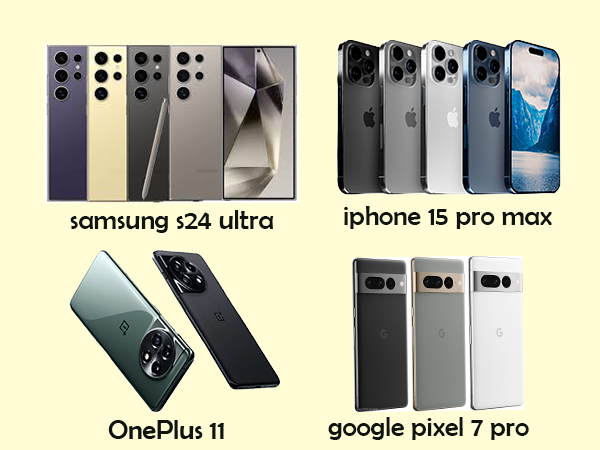 samsung s24 ultra
iphone 15 pro max
OnePlus 11
google pixel 7 pro